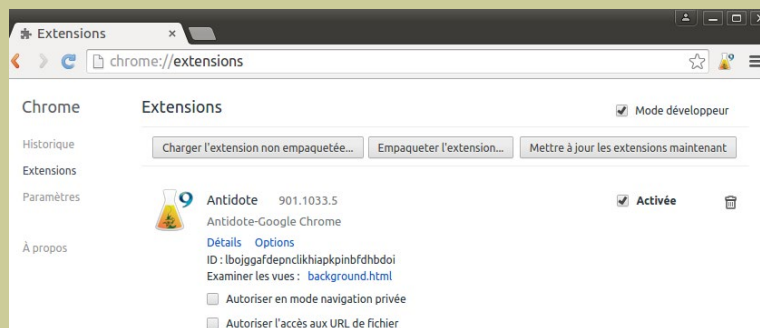 Extensions
chrome://extensions
Chrome
Extensions
Mode développeur
Historique
Extensions
Paramètres
À propos
Charger l'extension non empaquetée... Empaqueter l'extension... Mettre à jour les extensions maintenant
9 Antidote 901.1033.5 Activée
Antidote-Google Chrome
Détails Options
ID : lbojggafdepnclikhiapkpinbfdhbdoi
Examiner les vues : background.html
Autoriser en mode navigation privée
Autoriser l'accès aux URL de fichier